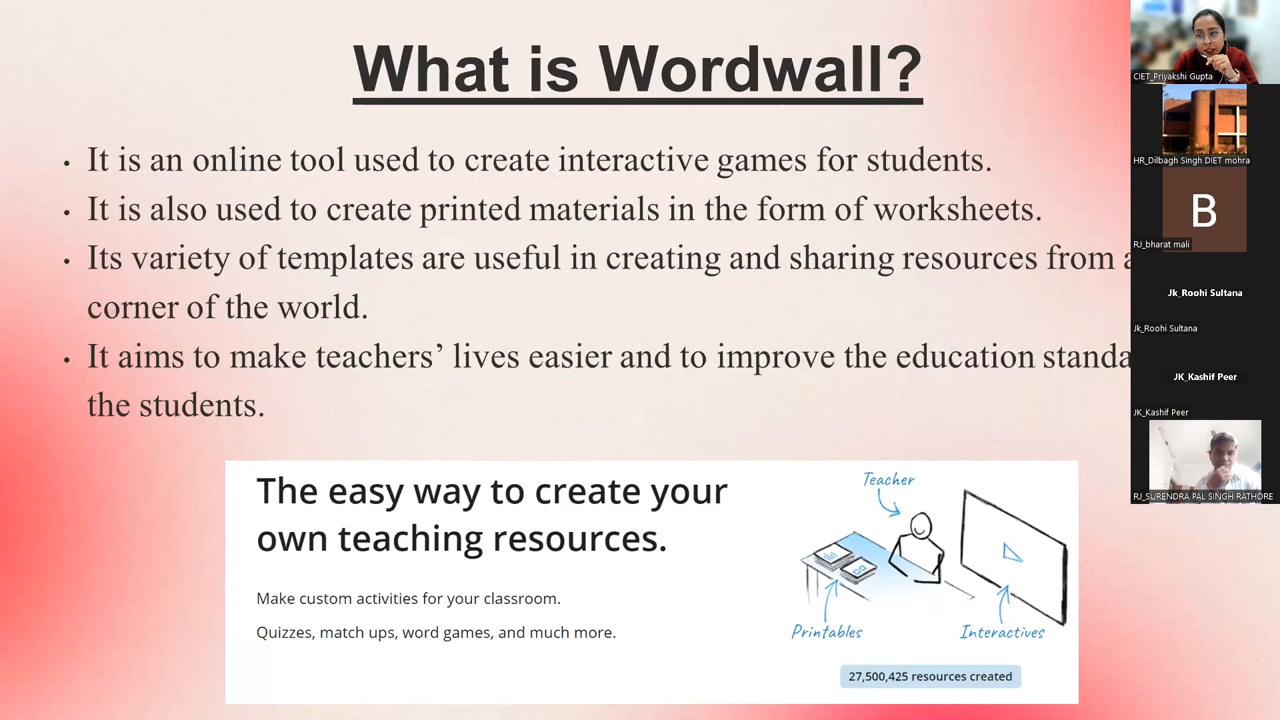 What is Wordwall?
• It is an online tool used to create interactive games for students.
• It is also used to create printed materials in the form of worksheets.
• Its variety of templates are useful in creating and sharing resources from
corner of the world.
• It aims to make teachers’ lives easier and to improve the education standa
the students.
The easy way to create your
own teaching resources.
Make custom activities for your classroom.
Quizzes, match ups, word games, and much more.
Teacher
Printables
Interactives
27,500,425 resources created
CIET_Priyakshi Gupta
HR_Dilbagh Singh DIET mohra
B
RJ_bharat mali
Jk_Roohi Sultana
Jk_Roohi Sultana
JK_Kashif Peer
JK_Kashif Peer
RJ_SURENDRA PAL SINGH RATHORE